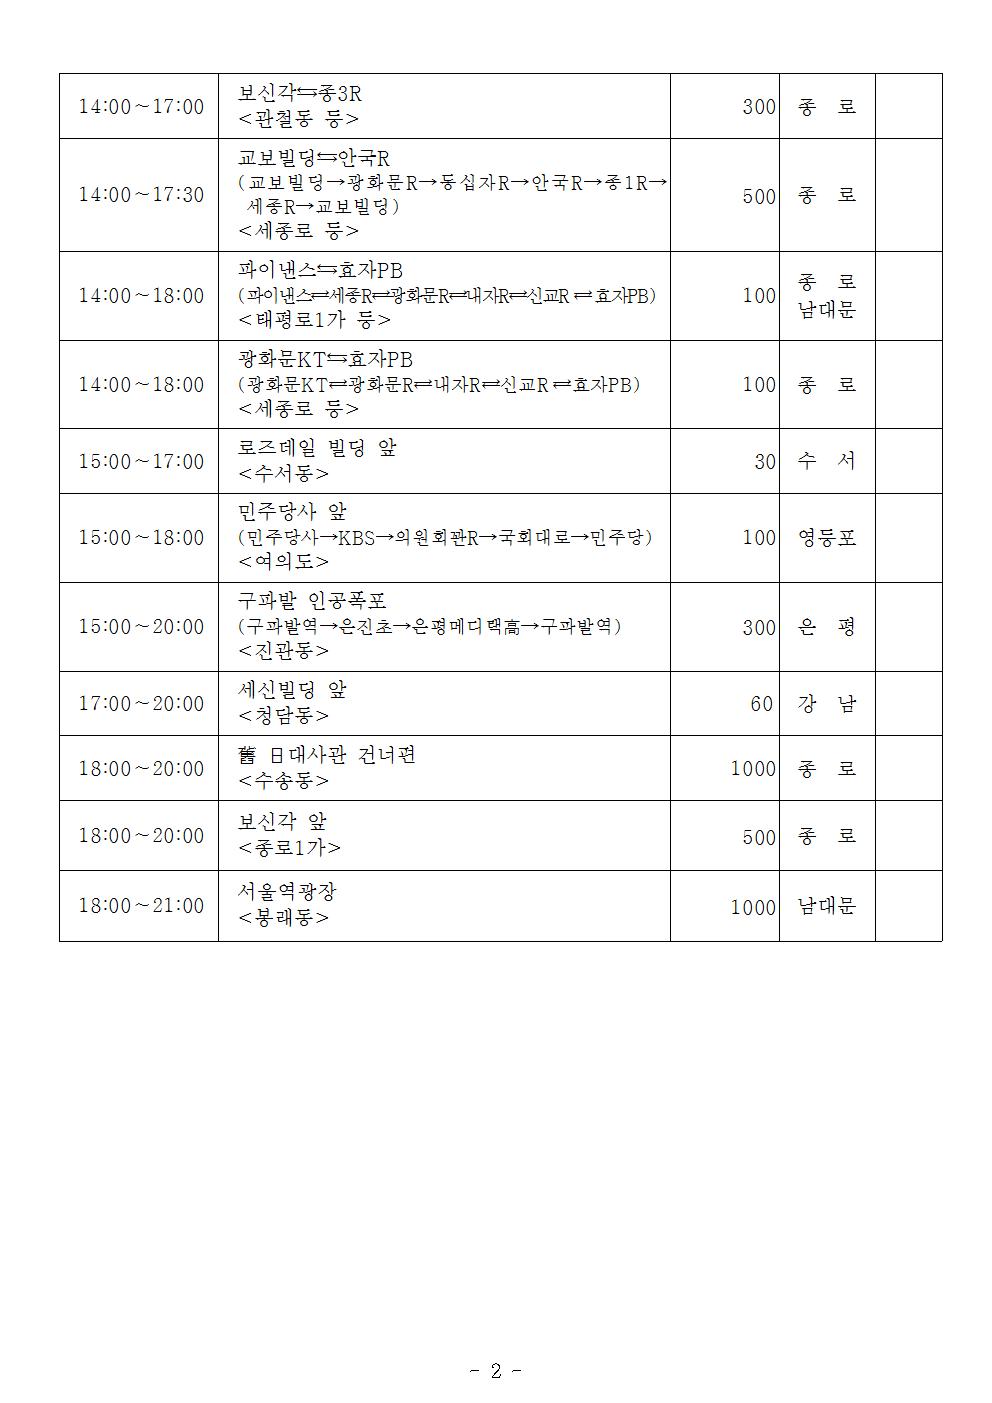 14:00～17:00
보신각⇆종3R
<관철동 등>
300
종 로
14:00～17:30
교보빌딩⇆안국R
(교보빌딩→광화문R→동십자R→안국R→종1R→
세종R→교보빌딩)
<세종로 등>
500
종 로
14:00～18:00
파이낸스⇆효자PB
(파이낸스⇄세종R⇄광화문R⇄내자R⇄신교R ⇄ 효자PB)
<태평로1가 등>
100
종 로
남대문
14:00～18:00
광화문KT⇆효자PB
(광화문KT⇄광화문R⇄내자R⇄신교R ⇄효자PB)
<세종로 등>
100
종 로
15:00～17:00
로즈데일 빌딩 앞
<수서동>
30
수 서
15:00～18:00
민주당사 앞
(민주당사→KBS→의원회관R→국회대로→민주당)
<여의도>
100
영등포
15:00～20:00
구파발 인공폭포
(구파발역→은진초→은평메디택高→구파발역)
<진관동>
300
은 평
17:00～20:00
세신빌딩 앞
<청담동>
60
강 남
18:00～20:00
舊 日대사관 건너편
<수송동>
1000
종 로
18:00～20:00
보신각 앞
<종로1가>
500
종 로
18:00～21:00
서울역광장
<봉래동>
1000
남대문
- 2 -